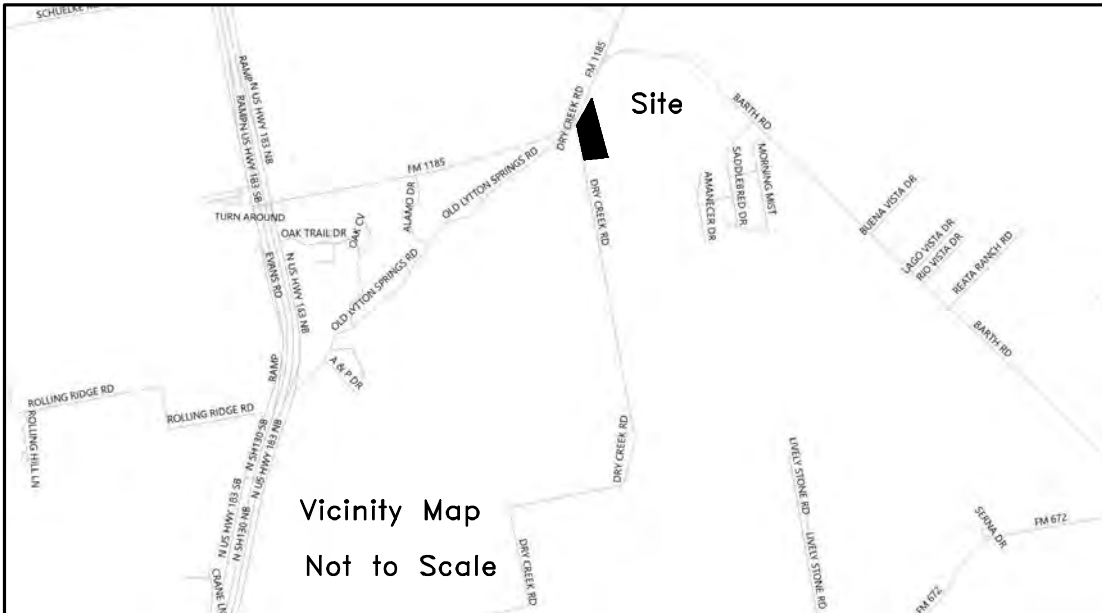 SCHUELKE RD
FM 1185
RAMP
N US HWY 183 NB
RAMP
N US HWY 183 SB
Site
DRY CREEK RD
BARTH RD
FM 1185
OLD LYTTON SPRINGS RD
MORNING MIST
SADDLEBRED DR
AMANECER DR
ALAMO DR
DRY CREEK RD
BUENA VISTA DR
TURN AROUND
OAK TRAIL DR
OAK CV
LAGO VISTA DR
RIO VISTA DR
REATA RANCH RD
EVANS RD
N US HWY 183 NB
OLD LYTTON SPRINGS RD
BARTH RD
RAMP
A & P DR
ROLLING RIDGE RD
ROLLING RIDGE RD
ROLLING HILL LN
N SH130 SB
N US HWY 183 NB
DRY CREEK RD
LIVELY STONE RD
N US HWY 183 SB
N SH130 NB
Vicinity Map
Not to Scale
SERNA DR
FM 672
LIVELY STONE RD
DRY CREEK RD
CRANE LN
FM 672